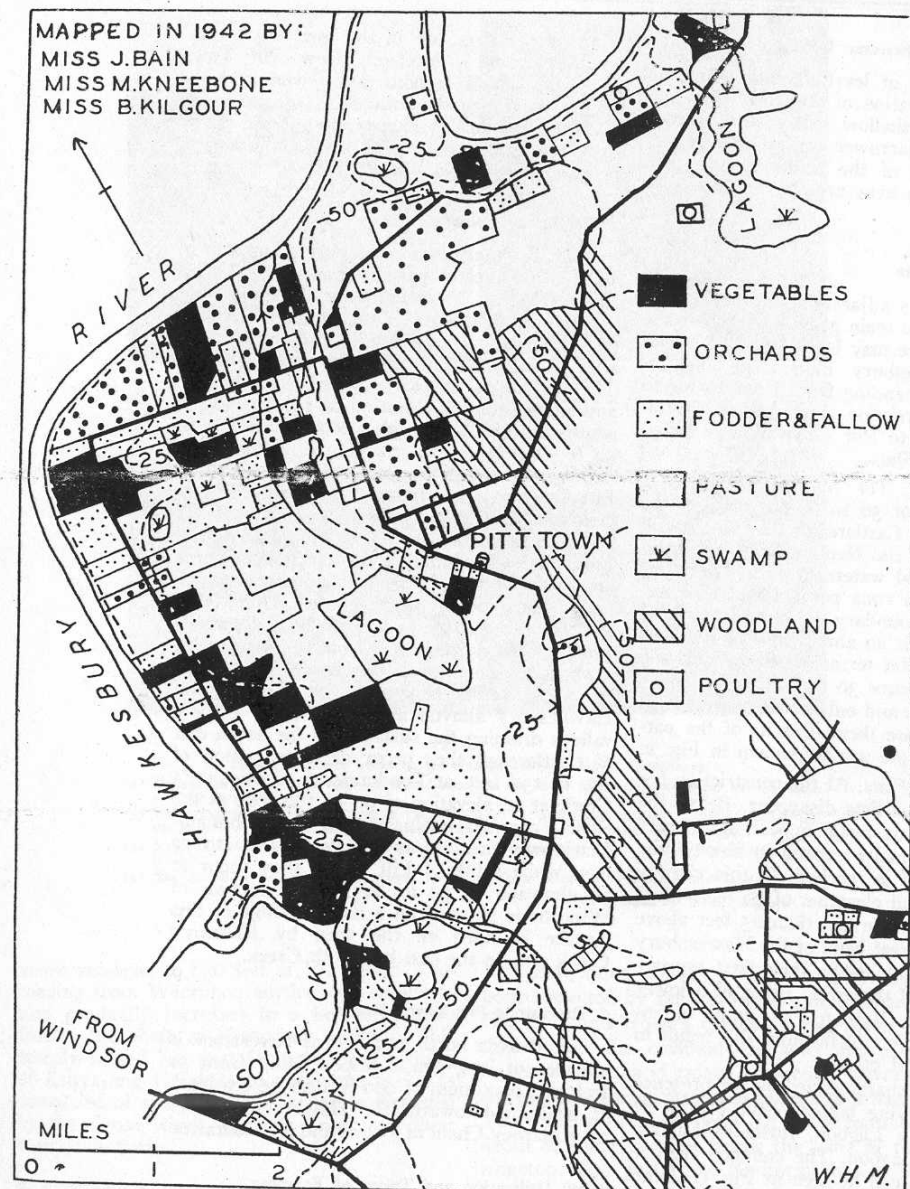 MAPPED IN 1942 BY:
MISS J. BAIN
MISS M. KNEEBONE
MISS B. KILGOUR
25
50
LAGOON
RIVER
VEGETABLES
ORCHARDS
50
FODDER & FALLOW
25
PASTURE
PITT TOWN
SWAMP
LAGOON
WOODLAND
50
HAWKESBURY
POULTRY
25
25
25
50
50
FROM
WINDSOR
SOUTH CK.
25
MILES
0 1 2
W.H.M.